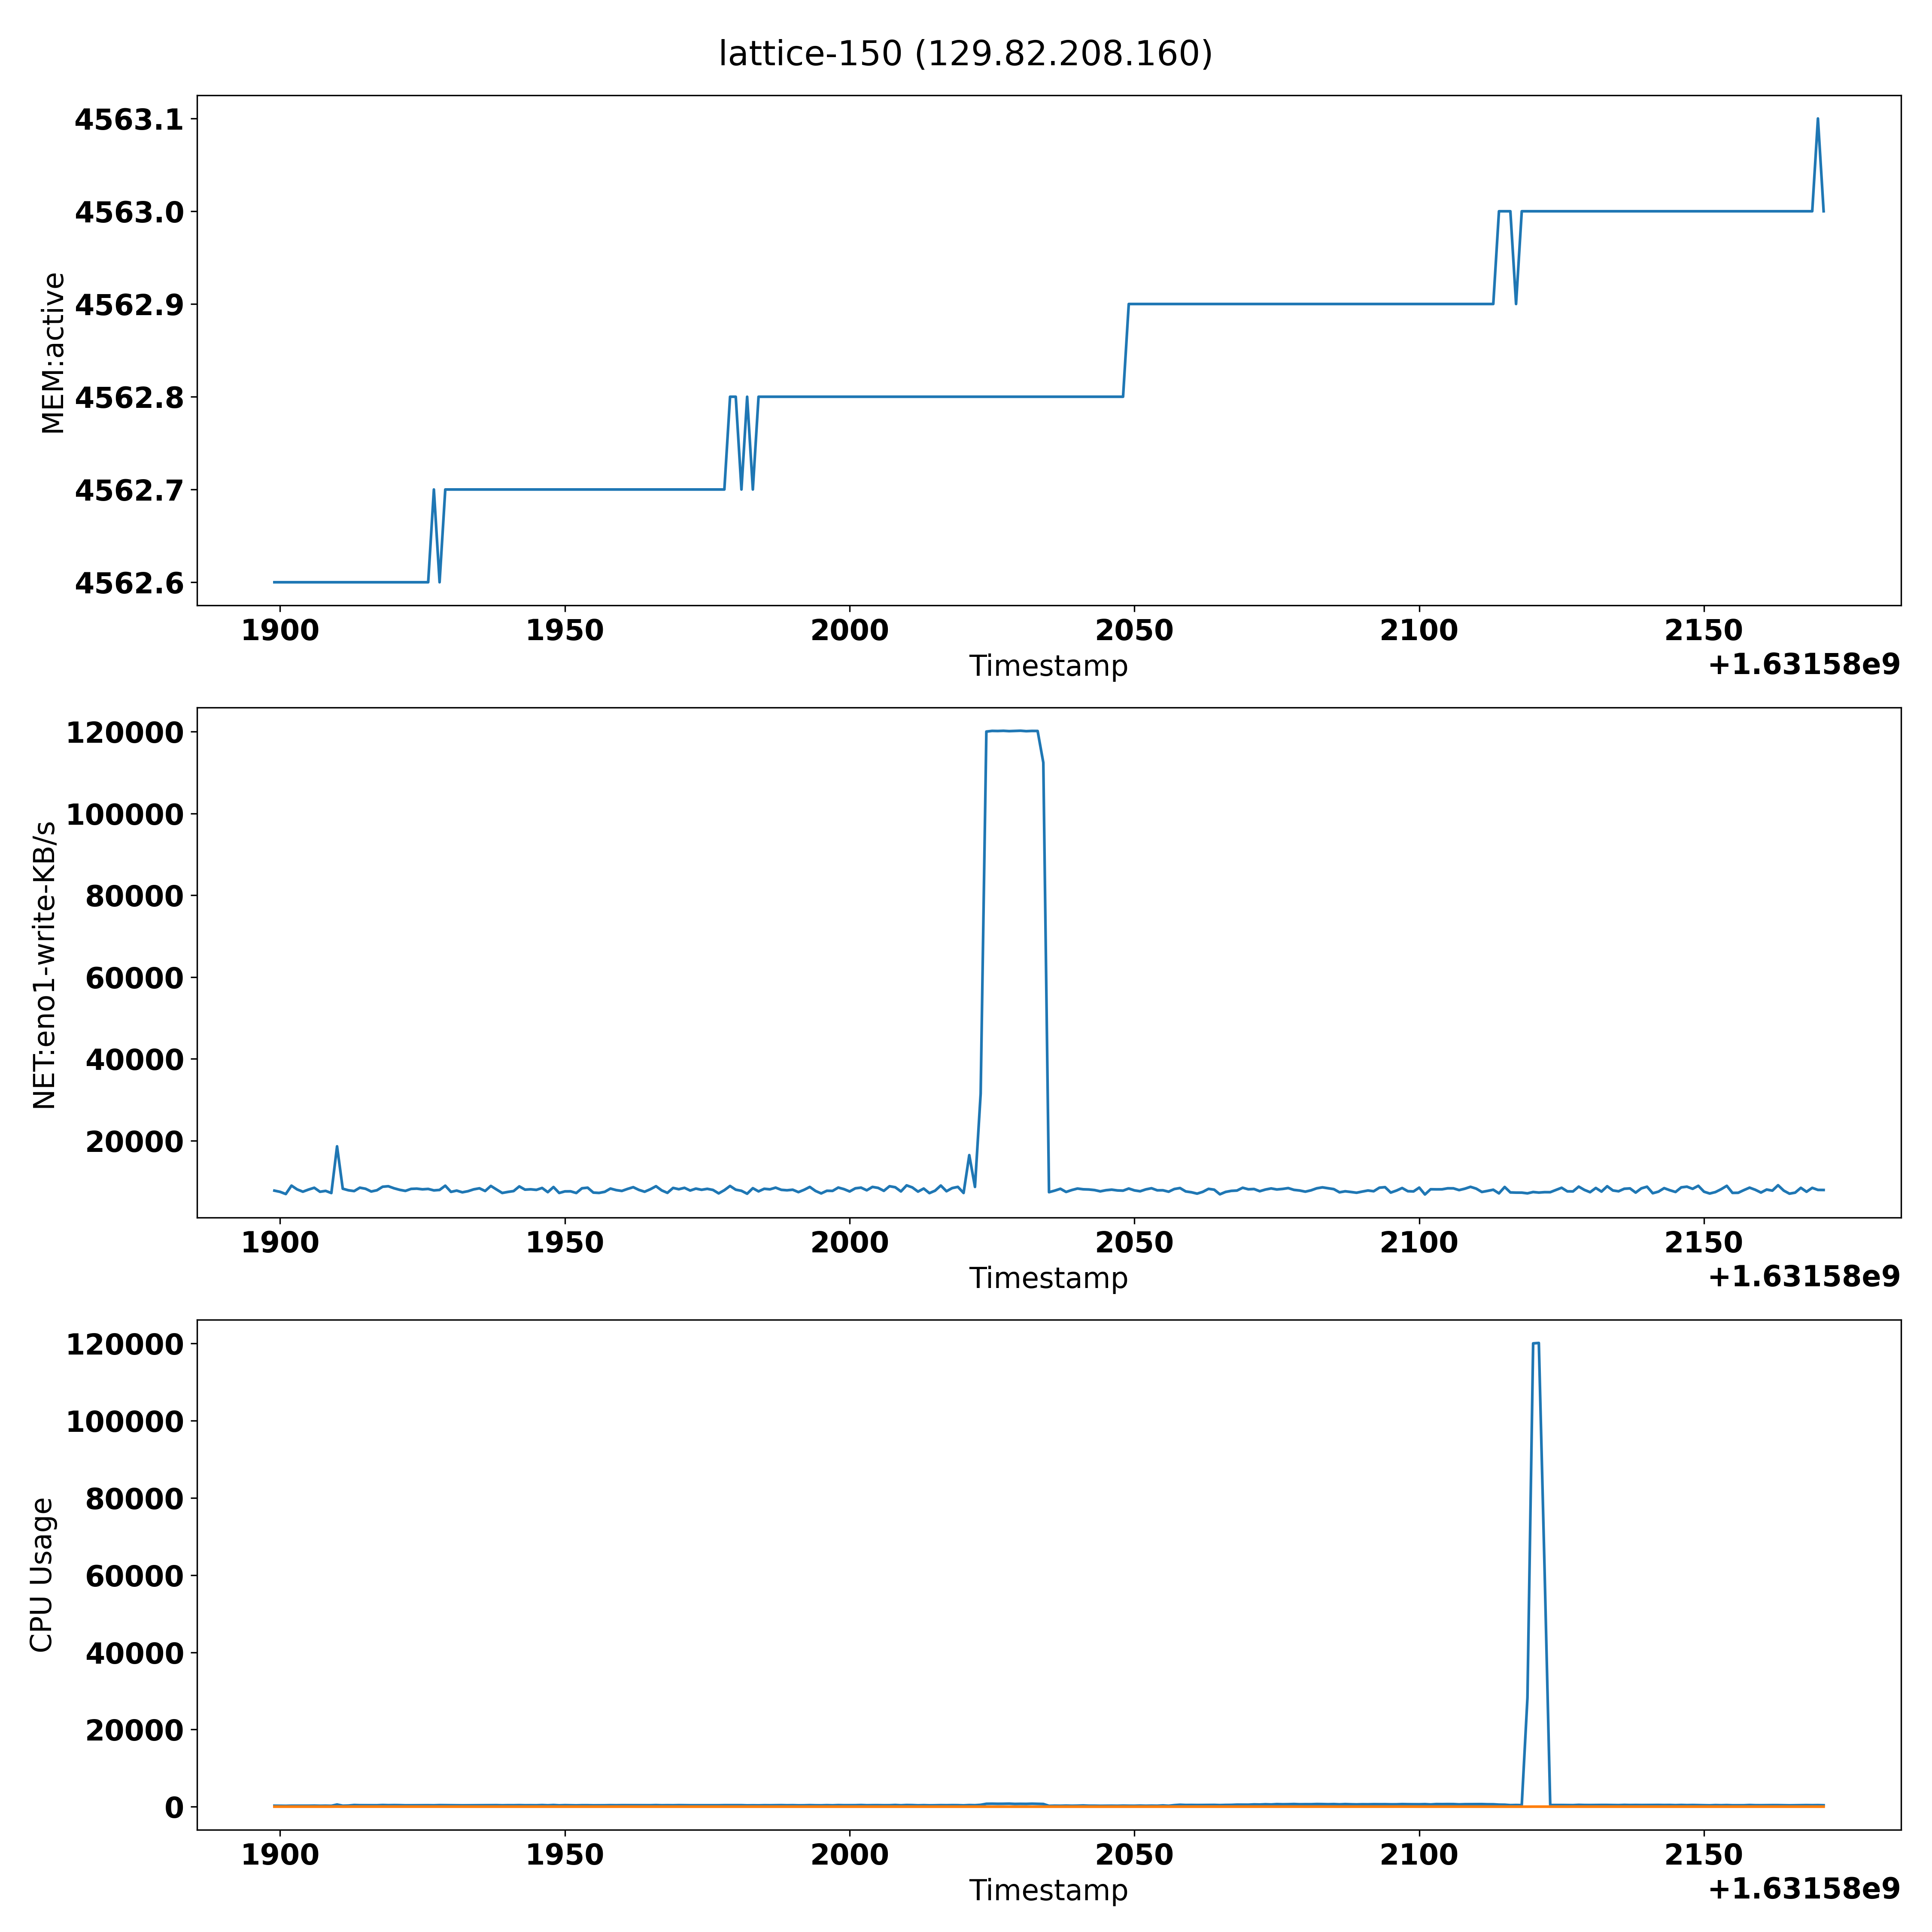 lattice-150 (129.82.208.160)
4563.1
4563.0
4562.9
4562.8
4562.7
4562.6
MEM:active
1900 1950 2000 2050 2100 2150
Timestamp
+1.63158e9
120000
100000
80000
60000
40000
20000
NET:eno1-write-KB/s
1900 1950 2000 2050 2100 2150
Timestamp
+1.63158e9
120000
100000
80000
60000
40000
20000
0
CPU Usage
1900 1950 2000 2050 2100 2150
Timestamp
+1.63158e9